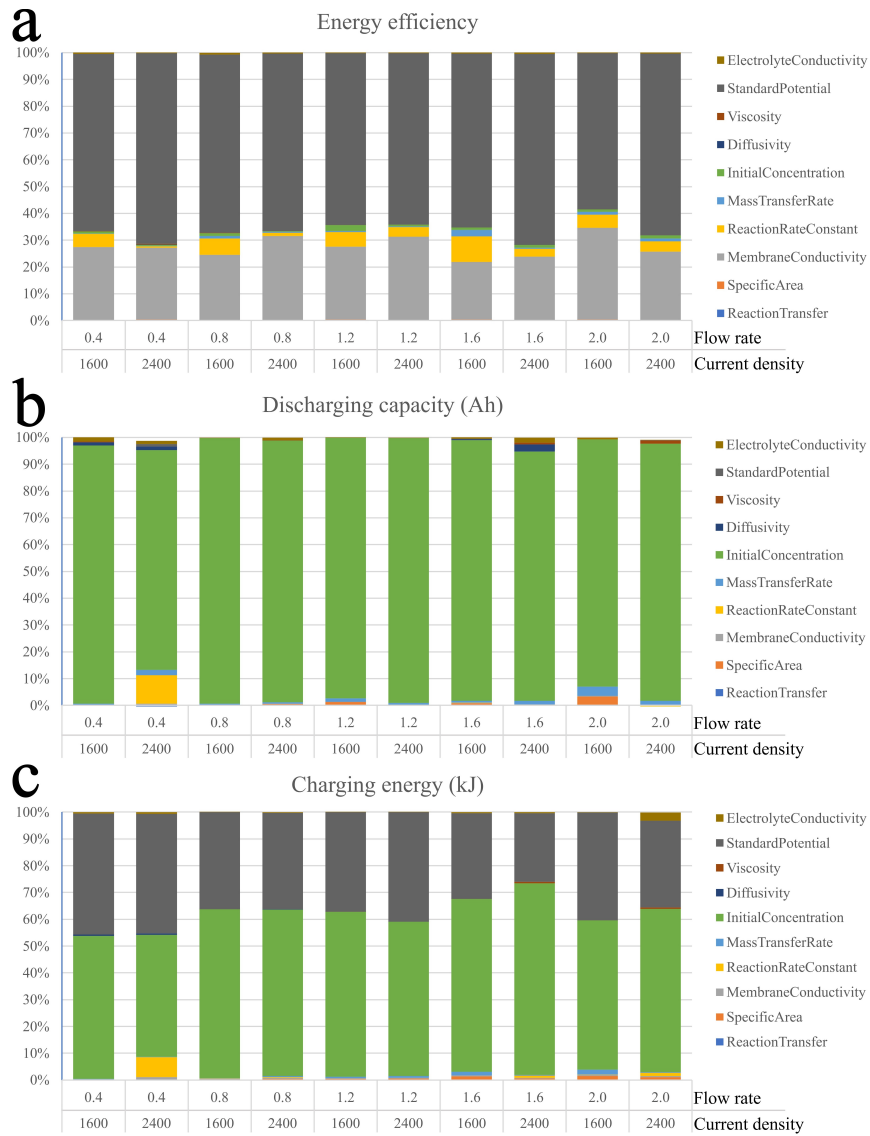 a
Energy efficiency
100%
90%
80%
70%
60%
50%
40%
30%
20%
10%
0%
ElectrolyteConductivity
StandardPotential
Viscosity
Diffusivity
InitialConcentration
MassTransferRate
ReactionRateConstant
MembraneConductivity
SpecificArea
ReactionTransfer
0.4 0.4 0.8 0.8 1.2 1.2 1.6 1.6 2.0 2.0 Flow rate
1600 2400 1600 2400 1600 2400 1600 2400 1600 2400 Current density
b
Discharging capacity (Ah)
100%
90%
80%
70%
60%
50%
40%
30%
20%
10%
0%
ElectrolyteConductivity
StandardPotential
Viscosity
Diffusivity
InitialConcentration
MassTransferRate
ReactionRateConstant
MembraneConductivity
SpecificArea
ReactionTransfer
0.4 0.4 0.8 0.8 1.2 1.2 1.6 1.6 2.0 2.0 Flow rate
1600 2400 1600 2400 1600 2400 1600 2400 1600 2400 Current density
c
Charging energy (kJ)
100%
90%
80%
70%
60%
50%
40%
30%
20%
10%
0%
ElectrolyteConductivity
StandardPotential
Viscosity
Diffusivity
InitialConcentration
MassTransferRate
ReactionRateConstant
MembraneConductivity
SpecificArea
ReactionTransfer
0.4 0.4 0.8 0.8 1.2 1.2 1.6 1.6 2.0 2.0 Flow rate
1600 2400 1600 2400 1600 2400 1600 2400 1600 2400 Current density